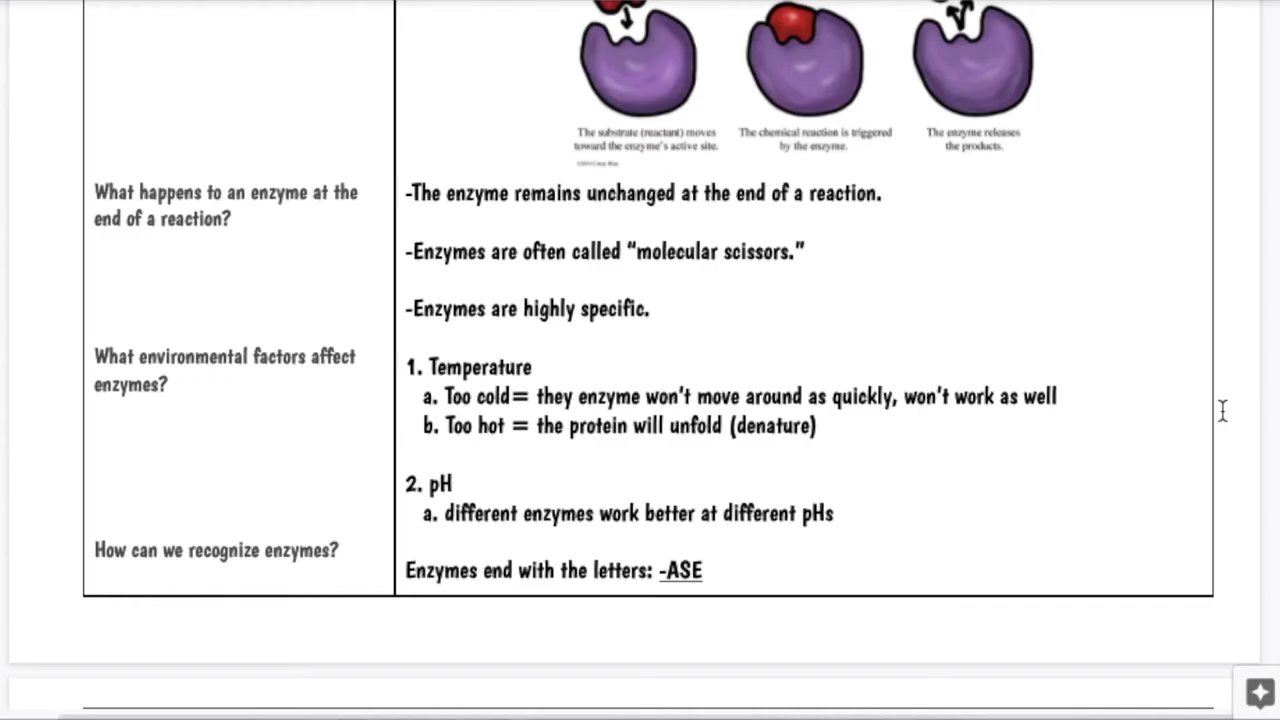 The substrate (reactant) moves
toward the enzyme's active site.
The chemical reaction is triggered
by the enzyme.
The enzyme releases
the products.
What happens to an enzyme at the
end of a reaction?
-The enzyme remains unchanged at the end of a reaction.
-Enzymes are often called “molecular scissors.”
-Enzymes are highly specific.
What environmental factors affect
enzymes?
1. Temperature
a. Too cold= they enzyme won't move around as quickly, won't work as well
b. Too hot = the protein will unfold (denature)
2. pH
a. different enzymes work better at different pHs
How can we recognize enzymes?
Enzymes end with the letters: -ASE